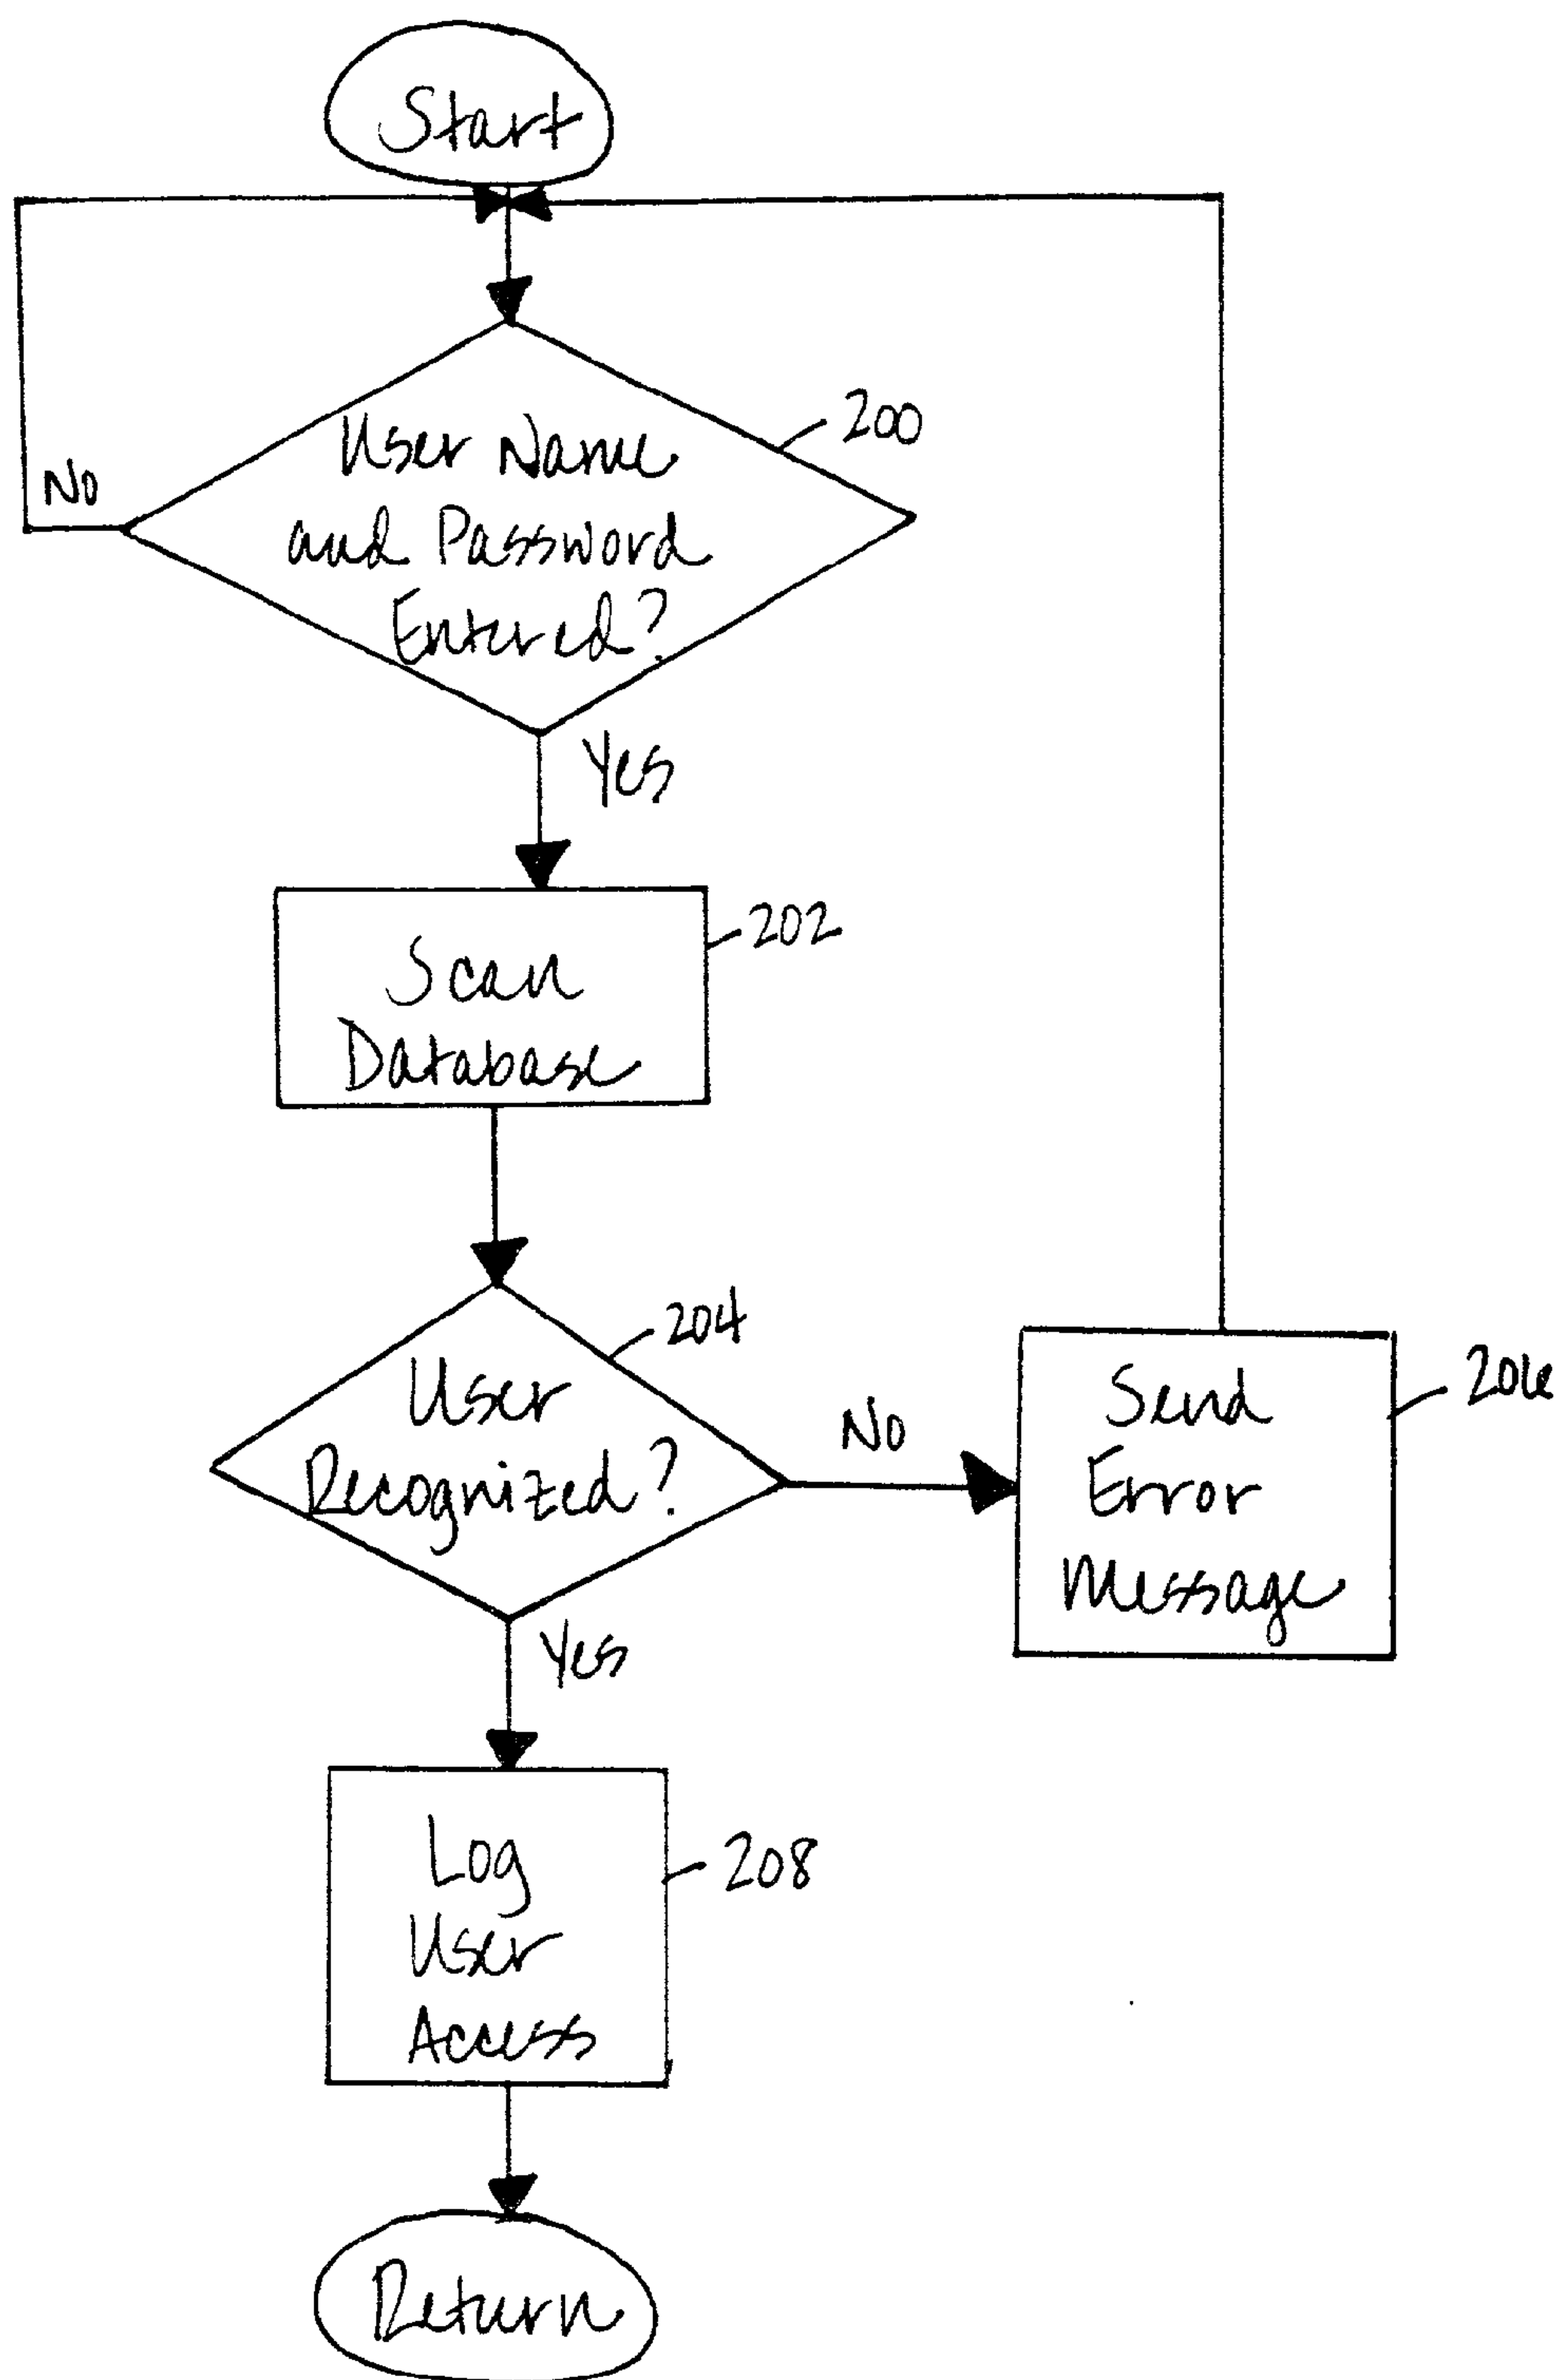 Start
200
User Name
No
and Password
Entered?
Yes
202
Scan
Database
204
User
Recognized?
No
Send
206
Error
Message
Yes
Log
208
User
Access
Return